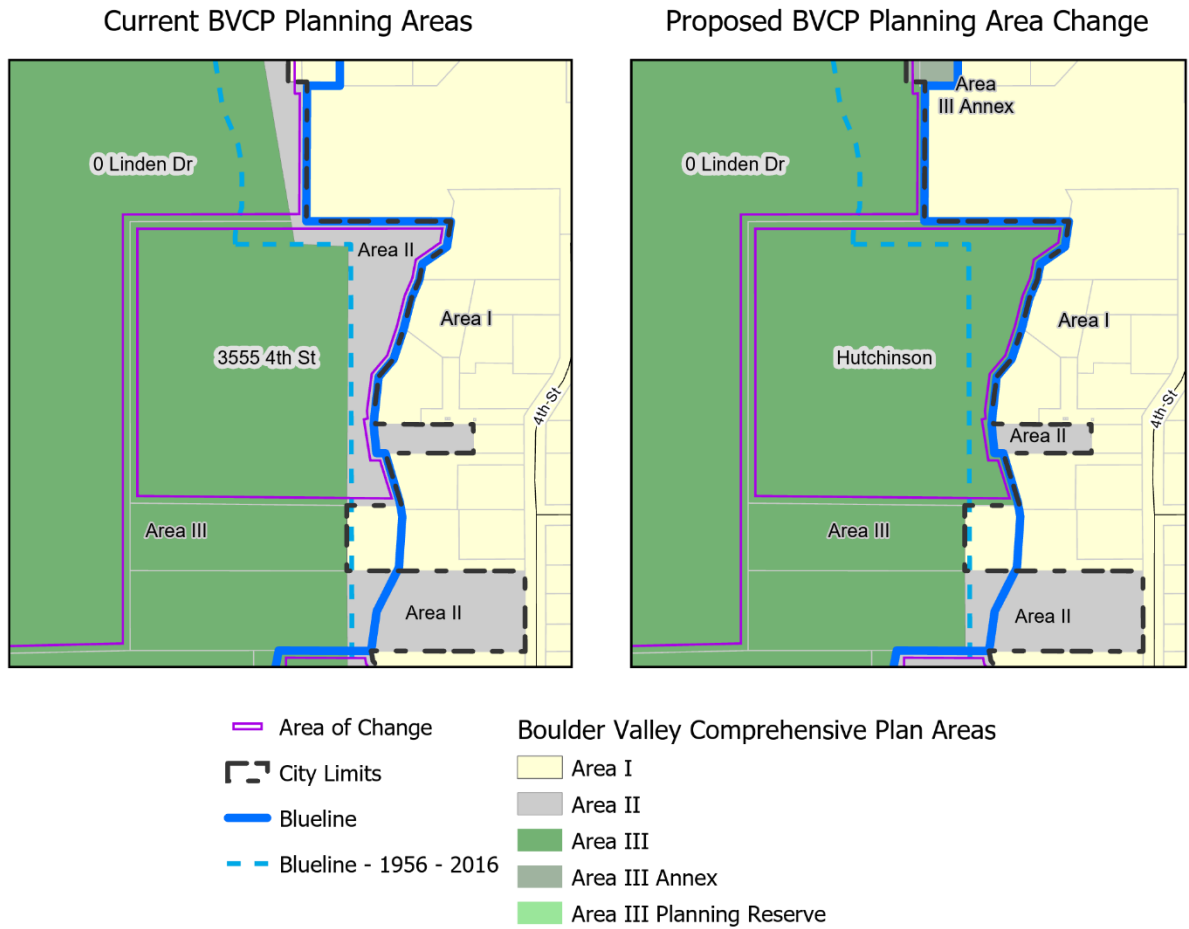 Current BVCP Planning Areas
Proposed BVCP Planning Area Change
0 Linden Dr
Area II
Area I
3555 4th St
4th-St
Area III
Area II
Area
III Annex
0 Linden Dr
Area I
Hutchinson
4th-St
Area II
Area III
Area II
Area of Change
City Limits
Blueline
Blueline - 1956 - 2016
Boulder Valley Comprehensive Plan Areas
Area I
Area II
Area III
Area III Annex
Area III Planning Reserve